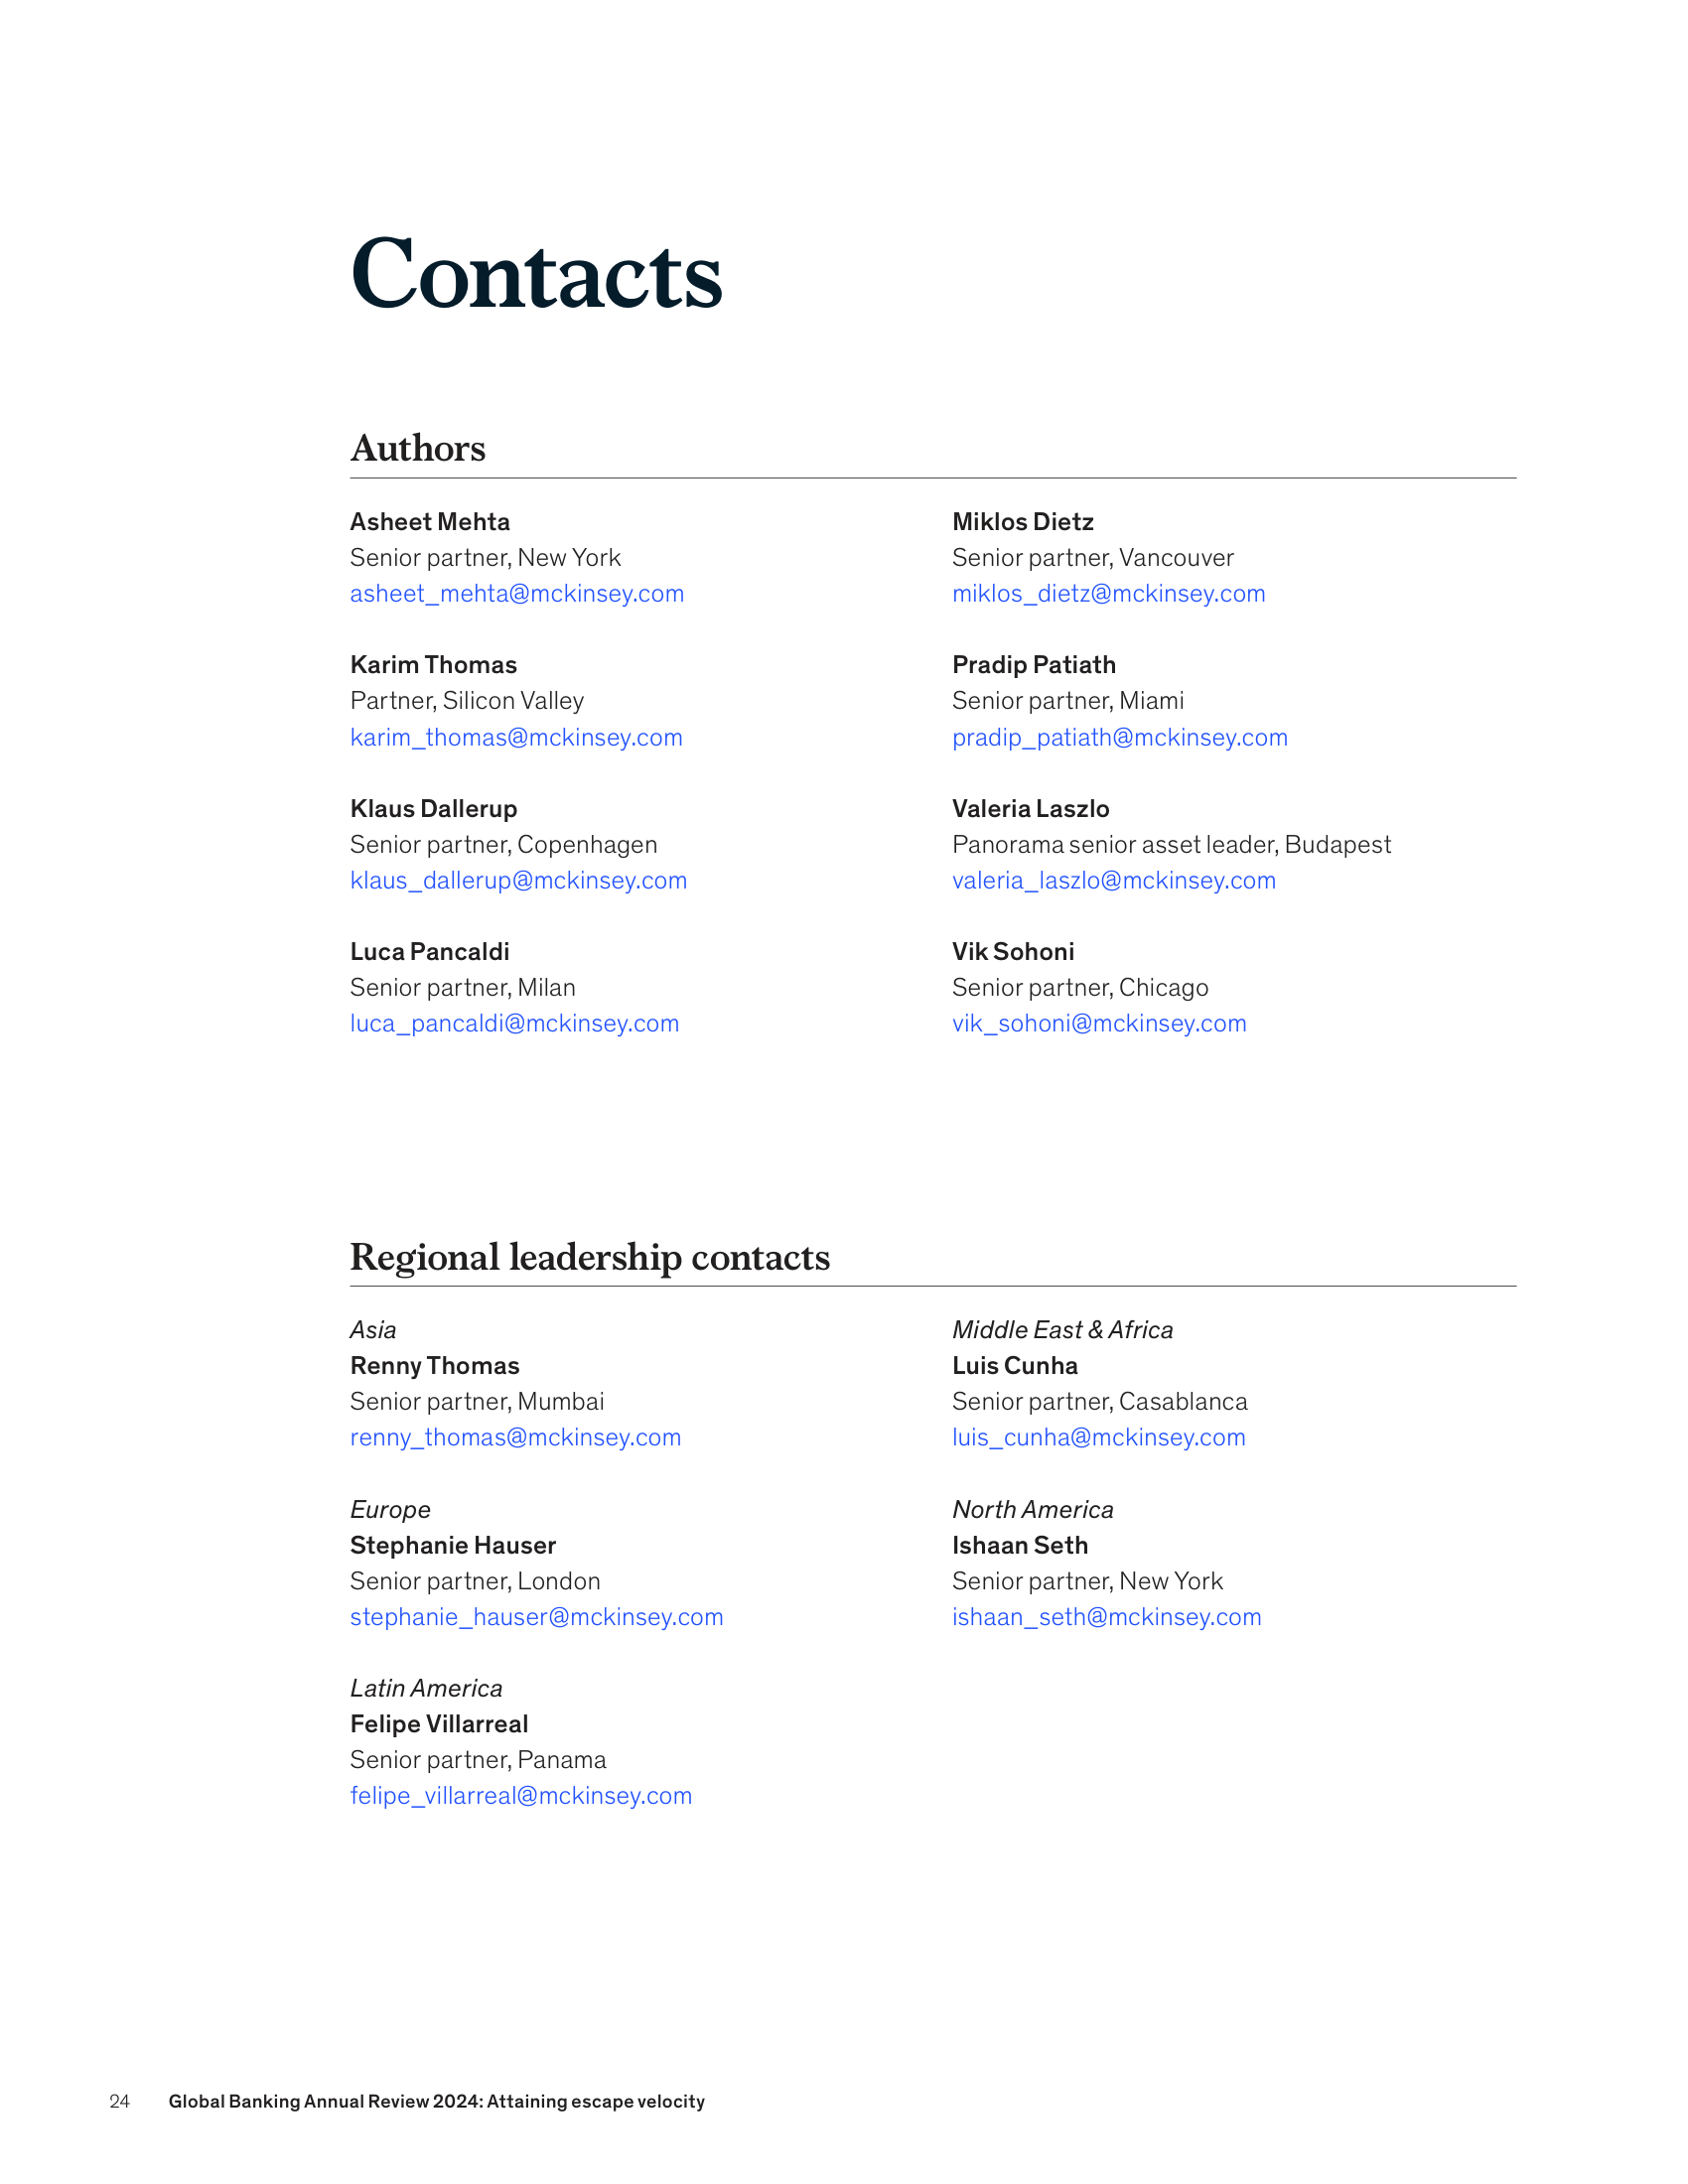 Contacts
Authors
Asheet Mehta
Senior partner, New York
asheet_mehta@mckinsey.com
Karim Thomas
Partner, Silicon Valley
karim_thomas@mckinsey.com
Klaus Dallerup
Senior partner, Copenhagen
klaus_dallerup@mckinsey.com
Luca Pancaldi
Senior partner, Milan
luca_pancaldi@mckinsey.com
Miklos Dietz
Senior partner, Vancouver
miklos_dietz@mckinsey.com
Pradip Patiath
Senior partner, Miami
pradip_patiath@mckinsey.com
Valeria Laszlo
Panorama senior asset leader, Budapest
valeria_laszlo@mckinsey.com
Vik Sohoni
Senior partner, Chicago
vik_sohoni@mckinsey.com
Regional leadership contacts
Asia
Renny Thomas
Senior partner, Mumbai
renny_thomas@mckinsey.com
Europe
Stephanie Hauser
Senior partner, London
stephanie_hauser@mckinsey.com
Latin America
Felipe Villarreal
Senior partner, Panama
felipe_villarreal@mckinsey.com
Middle East & Africa
Luis Cunha
Senior partner, Casablanca
luis_cunha@mckinsey.com
North America
Ishaan Seth
Senior partner, New York
ishaan_seth@mckinsey.com
24 Global Banking Annual Review 2024: Attaining escape velocity